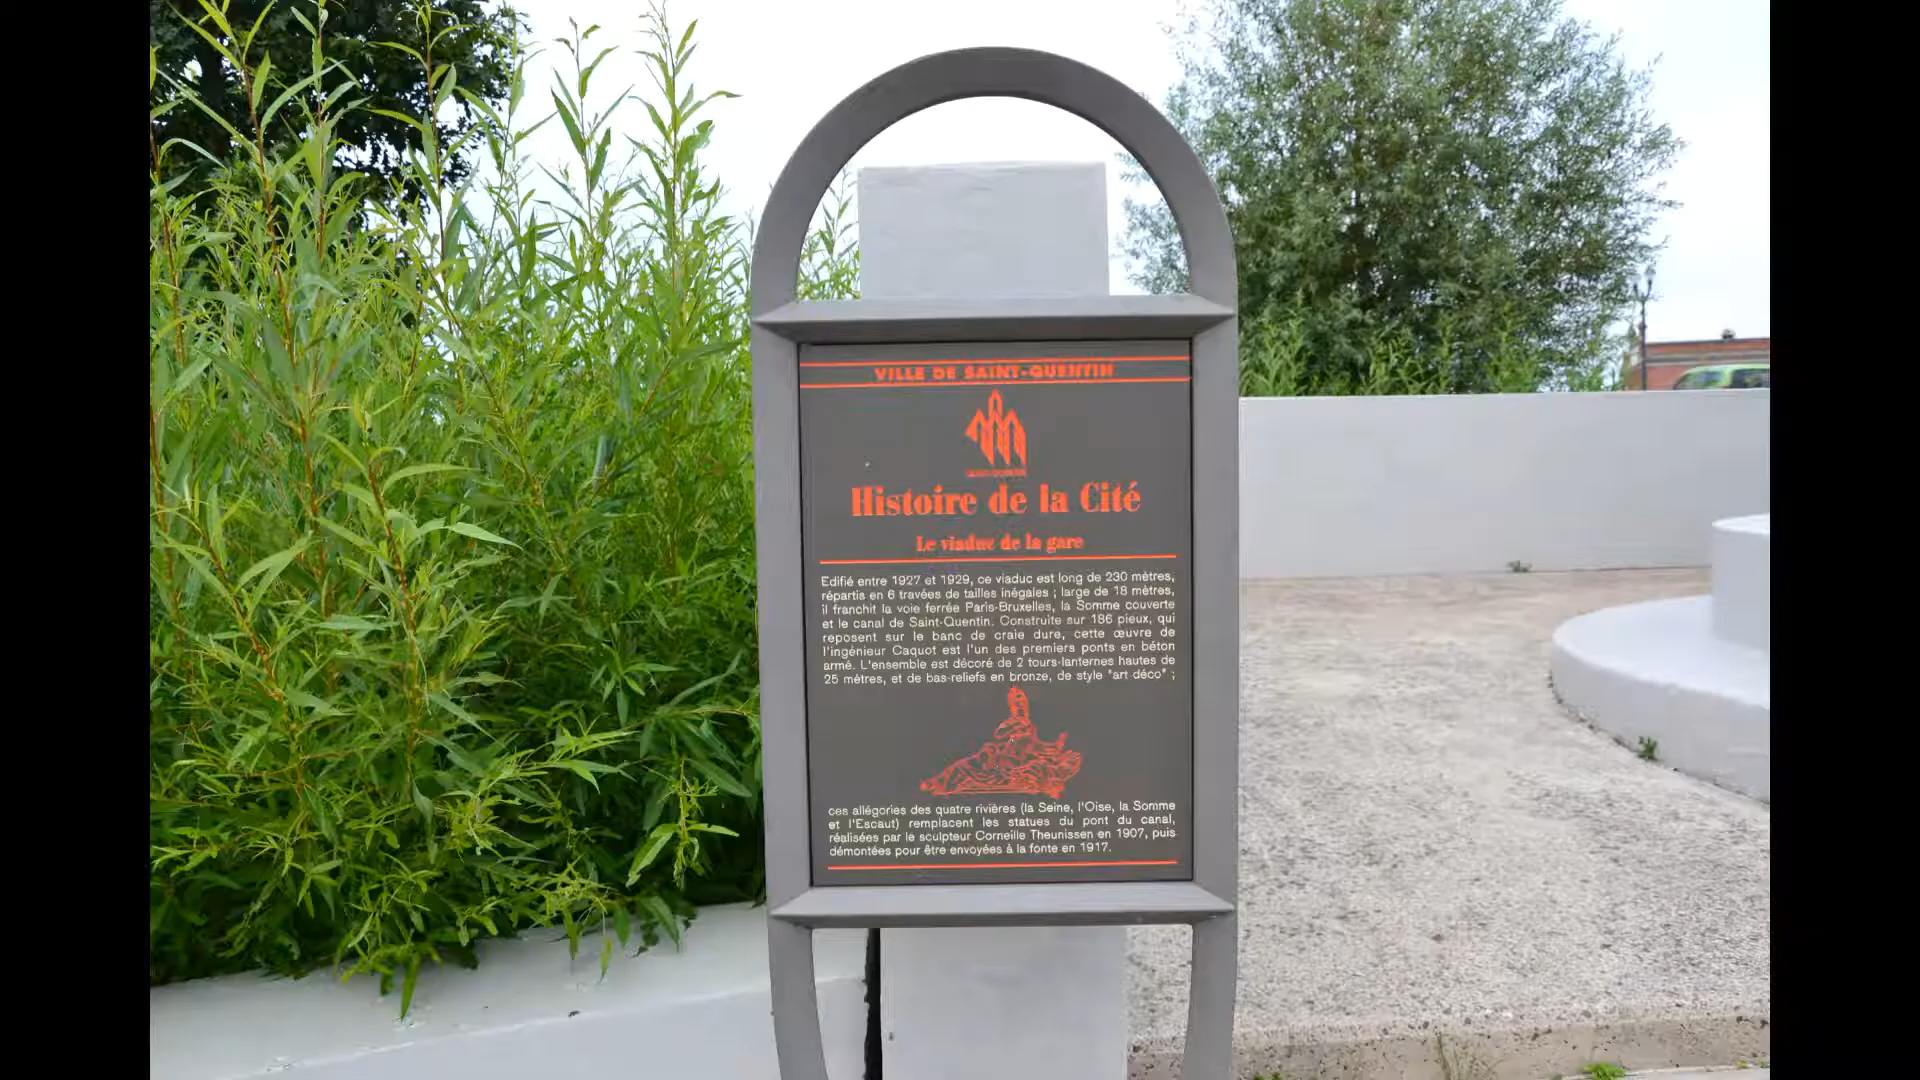 VILLE DE SAINT-QUENTIN
SAINT-QUENTIN
Histoire de la Cité
Le viaduc de la gare
Edifié entre 1927 et 1929, ce viaduc est long de 230 mètres,
répartis en 6 travées de tailles inégales ; large de 18 mètres,
il franchit la voie ferrée Paris-Bruxelles, la Somme couverte
et le canal de Saint-Quentin. Construite sur 186 pieux, qui
reposent sur le banc de craie dure, cette œuvre de
l'ingénieur Caquot est l'un des premiers ponts en béton
armé. L'ensemble est décoré de 2 tours-lanternes hautes de
25 mètres, et de bas-reliefs en bronze, de style "art déco" ;
ces allégories des quatre rivières (la Seine, l'Oise, la Somme
et l'Escaut) remplacent les statues du pont du canal,
réalisées par le sculpteur Corneille Theunissen en 1907, puis
démontées pour être envoyées à la fonte en 1917.